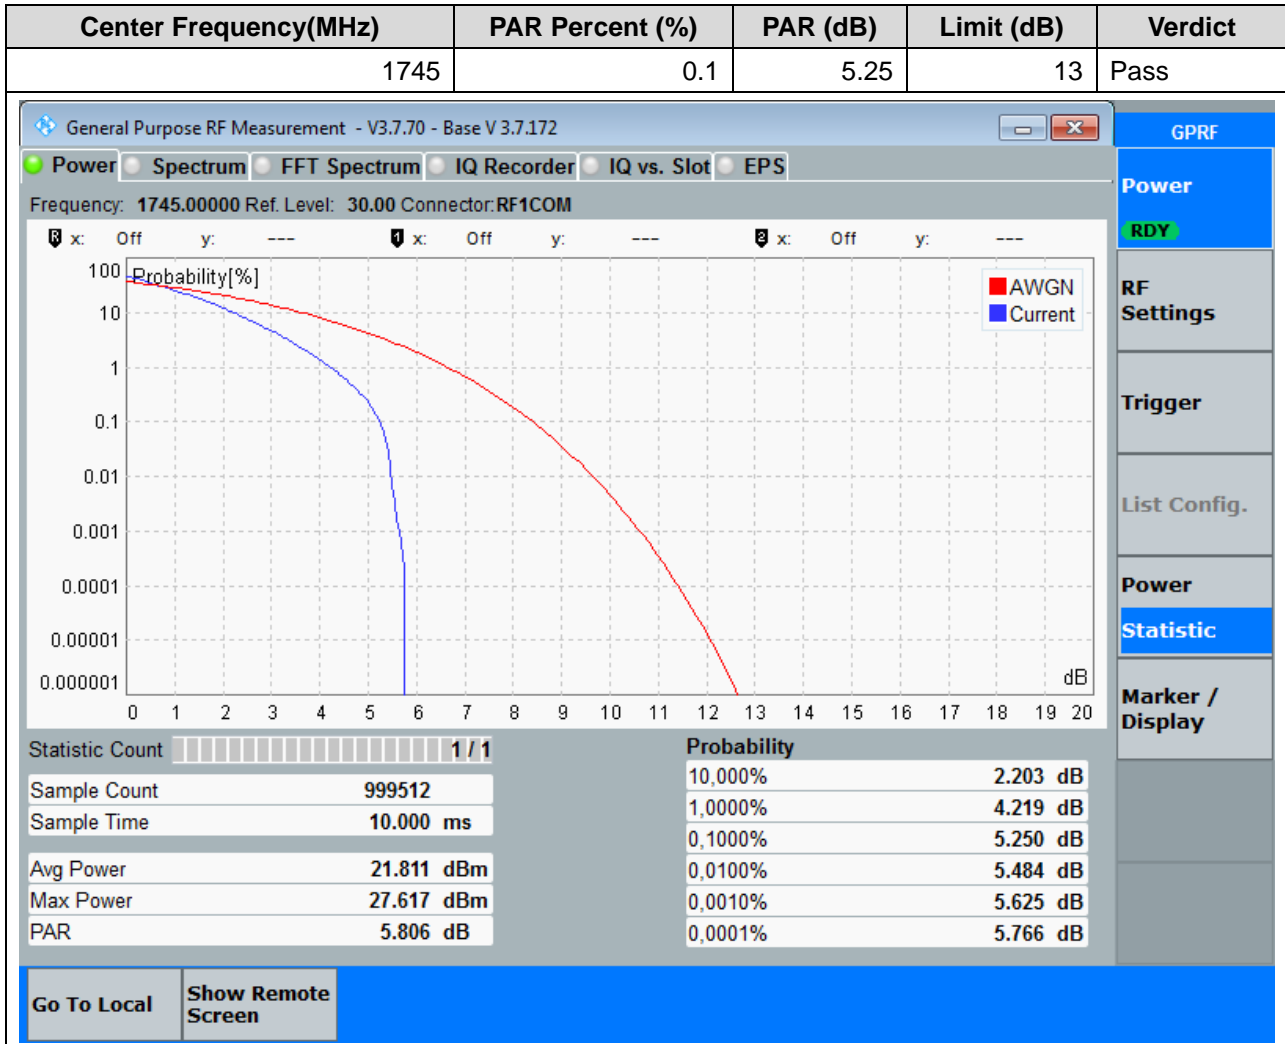 Center Frequency(MHz) PAR Percent (%) PAR (dB) Limit (dB) Verdict
1745 0.1 5.25 13 Pass
General Purpose RF Measurement - V3.7.70 - Base V 3.7.172
GPRF
Power Spectrum FFT Spectrum IQ Recorder IQ vs. Slot EPS
Frequency: 1745.00000 Ref. Level: 30.00 Connector: RF1COM
R x: Off y: --- 1 x: Off y: --- 2 x: Off y: ---
Probability[%]
100
10
1
0.1
0.01
0.001
0.0001
0.00001
0.000001
AWGN
Current
dB
0 1 2 3 4 5 6 7 8 9 10 11 12 13 14 15 16 17 18 19 20
Statistic Count 1 / 1
Sample Count 999512
Sample Time 10.000 ms
Avg Power 21.811 dBm
Max Power 27.617 dBm
PAR 5.806 dB
Probability
10,000% 2.203 dB
1,0000% 4.219 dB
0,1000% 5.250 dB
0,0100% 5.484 dB
0,0010% 5.625 dB
0,0001% 5.766 dB
Power
RDY
RF
Settings
Trigger
List Config.
Power
Statistic
Marker /
Display
Go To Local
Show Remote
Screen